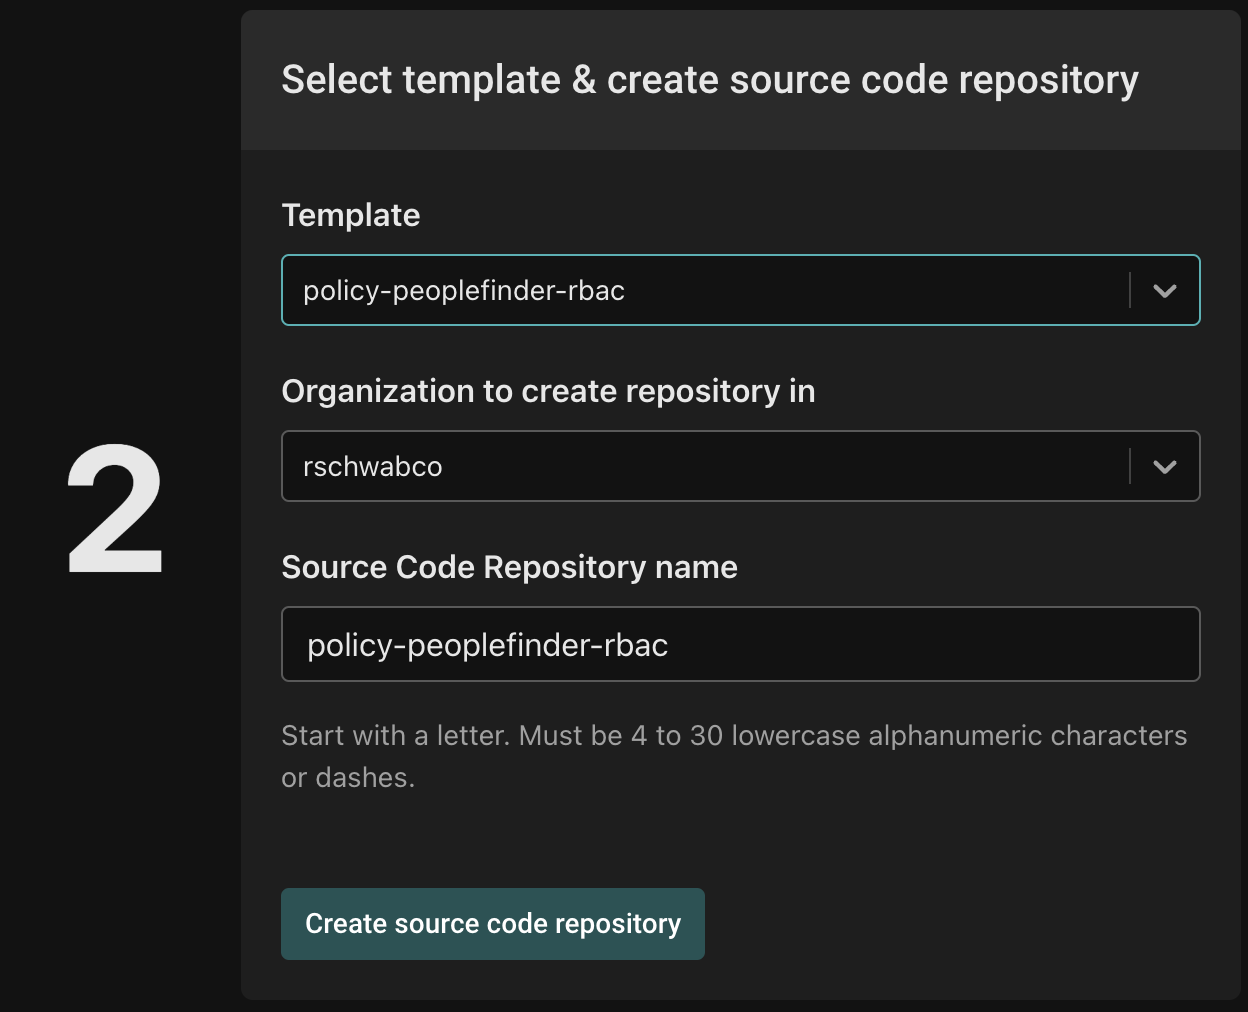 2
Select template & create source code repository
Template
policy-peoplefinder-rbac
Organization to create repository in
rschwabco
Source Code Repository name
policy-peoplefinder-rbac
Start with a letter. Must be 4 to 30 lowercase alphanumeric characters
or dashes.
Create source code repository